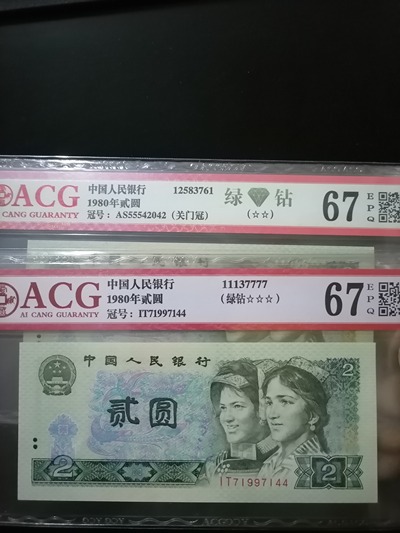 ACG
AI CANG GUARANTY
中国人民银行 12583761
1980年贰圆
冠号：AS55542042（关门冠）
绿 钻
（☆☆）
67 EPQ
ACG
AI CANG GUARANTY
中国人民银行 11137777
1980年贰圆 （绿钻☆☆☆）
冠号：IT71997144
67 EPQ
中国人民银行
2
贰圆
2
IT71997144
2